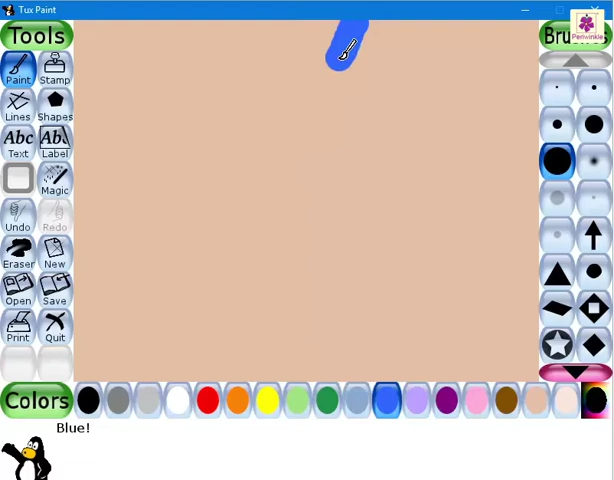 Tux Paint
Tools
Brushes
Periwinkle
Paint
Stamp
Lines
Shapes
Abc
Text
Abc
Label
Magic
Undo
Redo
Eraser
New
Open
Save
Print
Quit
Colors
Blue!